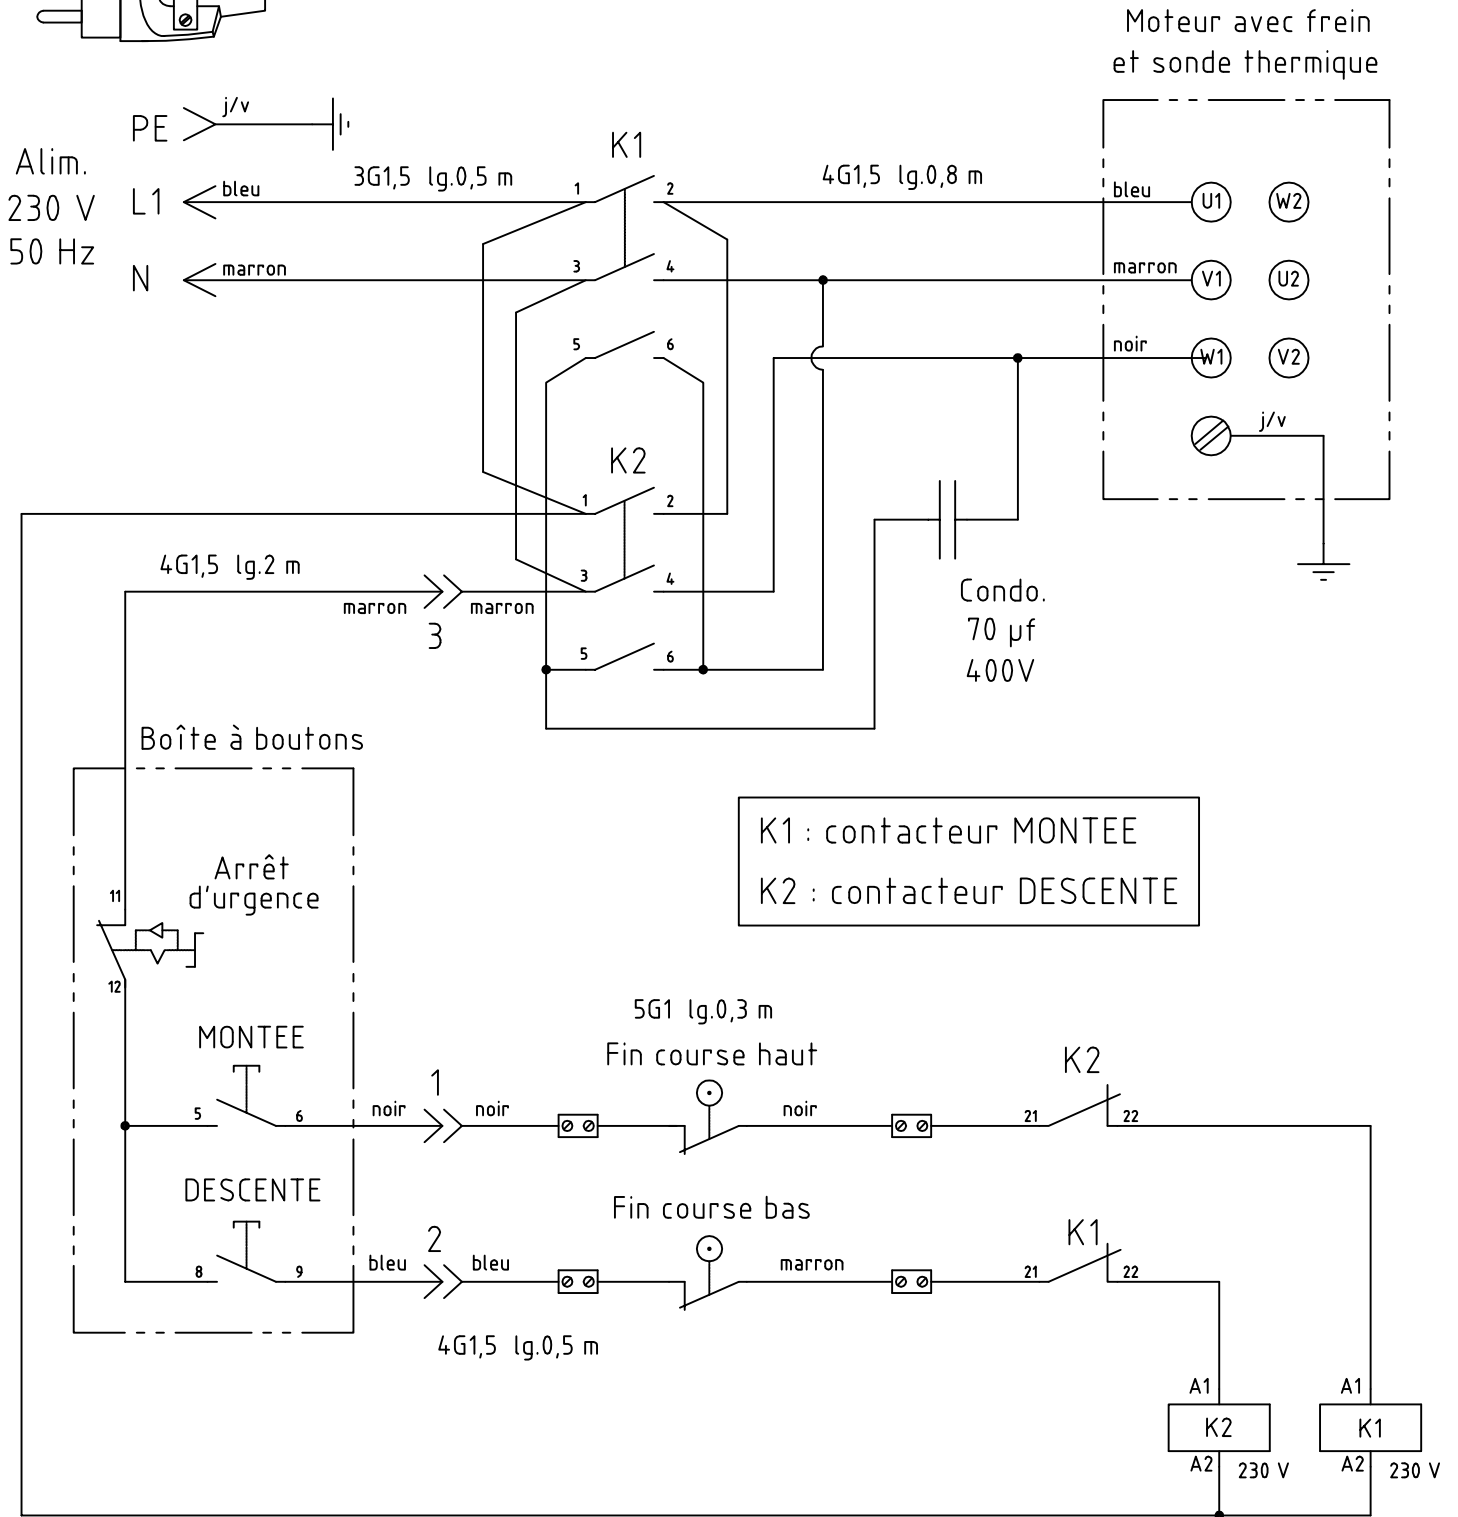 Moteur avec frein
et sonde thermique
PE
j/v
Alim.
230 V
50 Hz
L1
bleu
3G1,5 lg.0,5 m
K1
1
2
4G1,5 lg.0,8 m
bleu
U1
W2
N
marron
3
4
marron
V1
U2
5
6
noir
W1
V2
j/v
K2
1
2
4G1,5 lg.2 m
marron
marron
3
3
4
5
6
Condo.
70 µf
400V
Boîte à boutons
K1 : contacteur MONTEE
K2 : contacteur DESCENTE
Arrêt
d'urgence
11
12
5G1 lg.0,3 m
MONTEE
5
6
noir
1
noir
Fin course haut
noir
K2
21
22
DESCENTE
8
9
bleu
2
bleu
Fin course bas
marron
K1
21
22
4G1,5 lg.0,5 m
A1
K2
A2
230 V
A1
K1
A2
230 V